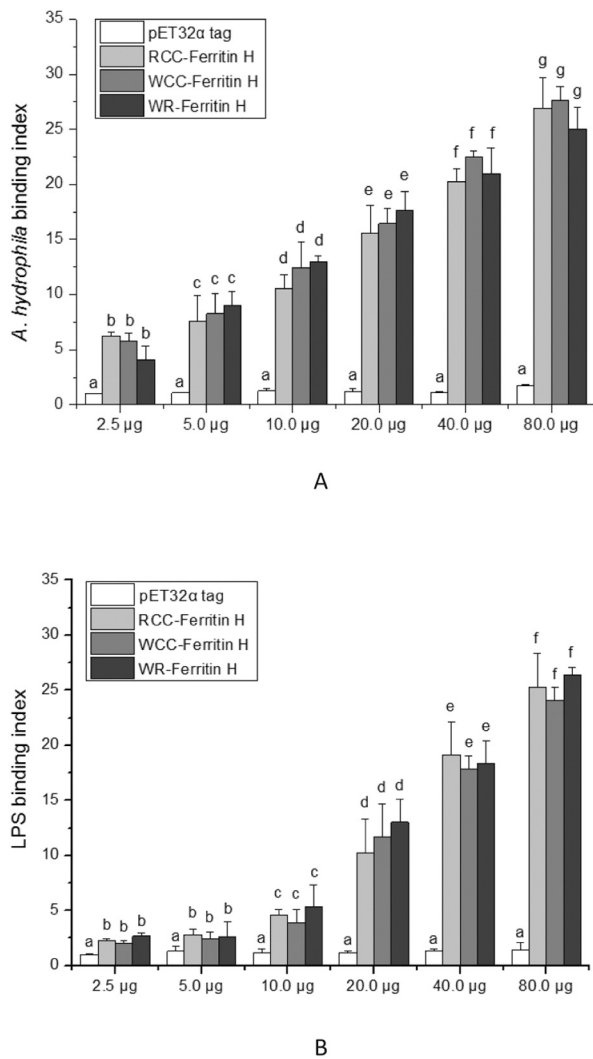 pET32α tag
RCC-Ferritin H
WCC-Ferritin H
WR-Ferritin H
A. hydrophila binding index
35
30
25
20
15
10
5
0
a b b b
a c c c
a d d d
a e e e
a f f f
a g g g
2.5 μg 5.0 μg 10.0 μg 20.0 μg 40.0 μg 80.0 μg
A
pET32α tag
RCC-Ferritin H
WCC-Ferritin H
WR-Ferritin H
LPS binding index
35
30
25
20
15
10
5
0
a b b b
a b b b
a c c c
a d d d
a e e e
a f f f
2.5 μg 5.0 μg 10.0 μg 20.0 μg 40.0 μg 80.0 μg
B